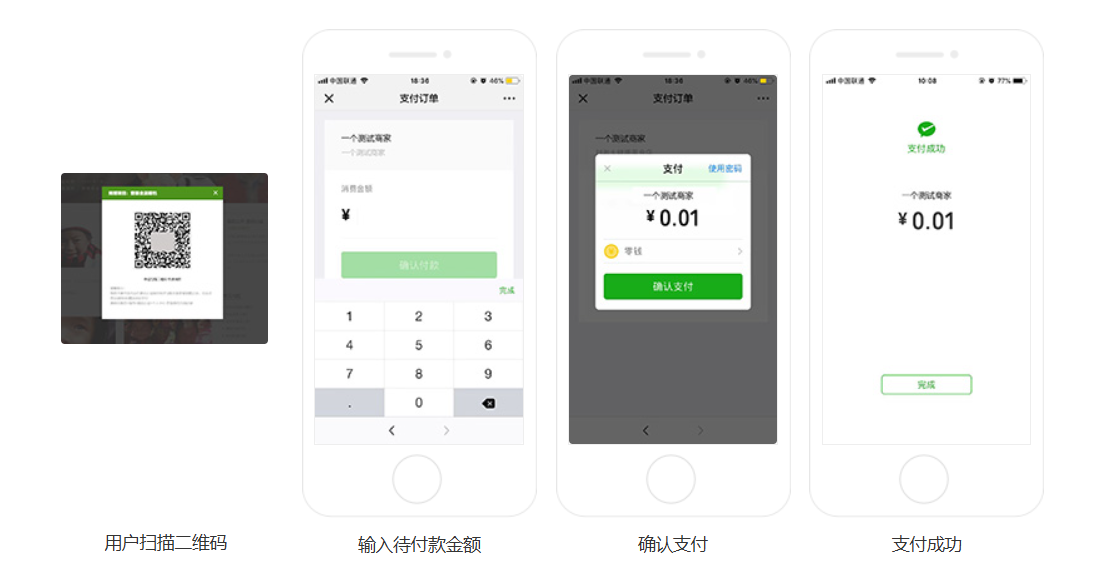 中国联通
18:36
46%
支付订单
一个测试商家
一个测试商家
消费金额
¥
确认付款
完成
1 2 3
4 5 6
7 8 9
. 0
中国联通
18:36
46%
支付订单
一个测试商家
支付
使用密码
一个测试商家
¥0.01
零钱
确认支付
中国联通
10:08
77%
支付成功
一个测试商家
¥0.01
完成
用户扫描二维码
输入待付款金额
确认支付
支付成功